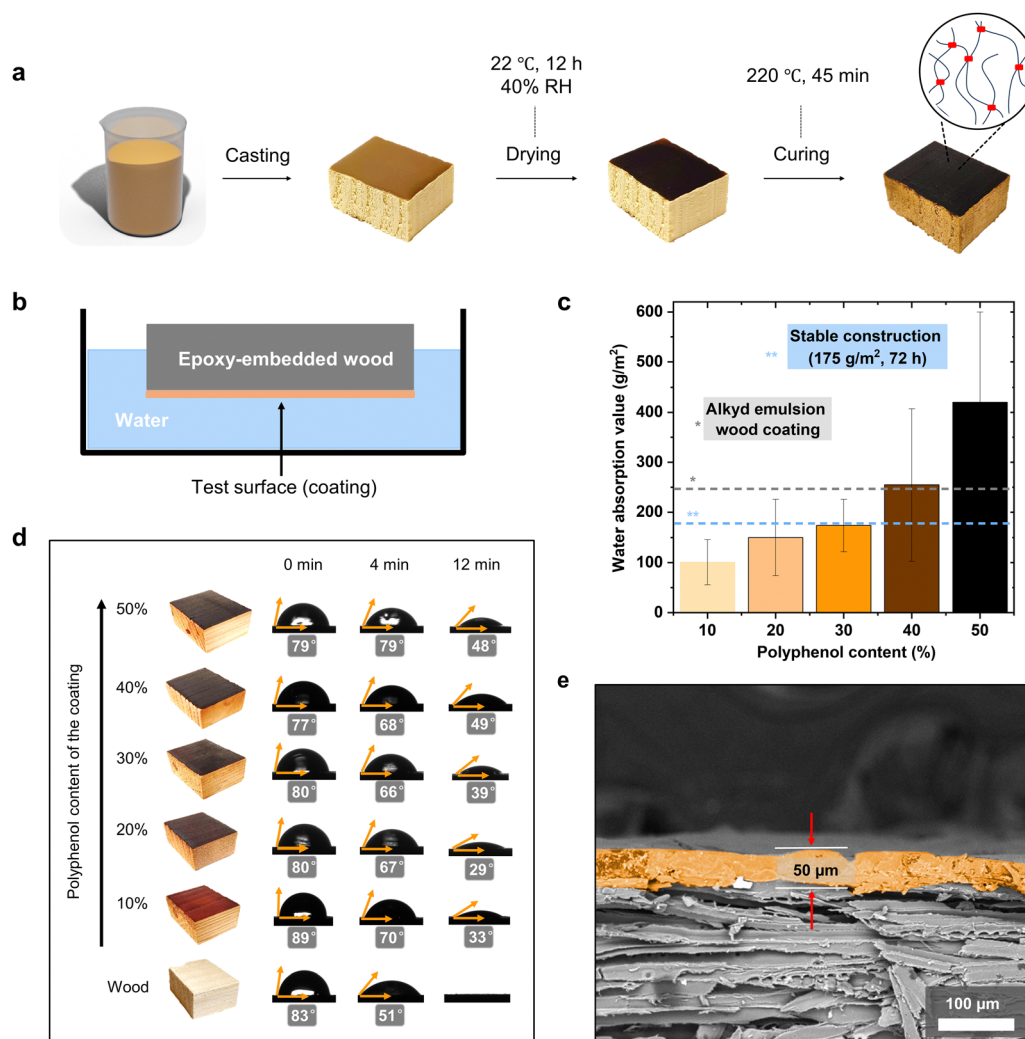 a
22 ℃, 12 h
40% RH
220 ℃, 45 min
Casting
Drying
Curing
b
Epoxy-embedded wood
Water
Test surface (coating)
c
Water absorption value (g/m²)
600
500
400
300
200
100
0
10
20
30
40
50
Polyphenol content (%)
** Stable construction
(175 g/m², 72 h)
* Alkyd emulsion
wood coating
*
**
d
Polyphenol content of the coating
0 min
4 min
12 min
50%
79°
79°
48°
40%
77°
68°
49°
30%
80°
66°
39°
20%
80°
67°
29°
10%
89°
70°
33°
Wood
83°
51°
e
50 µm
100 µm